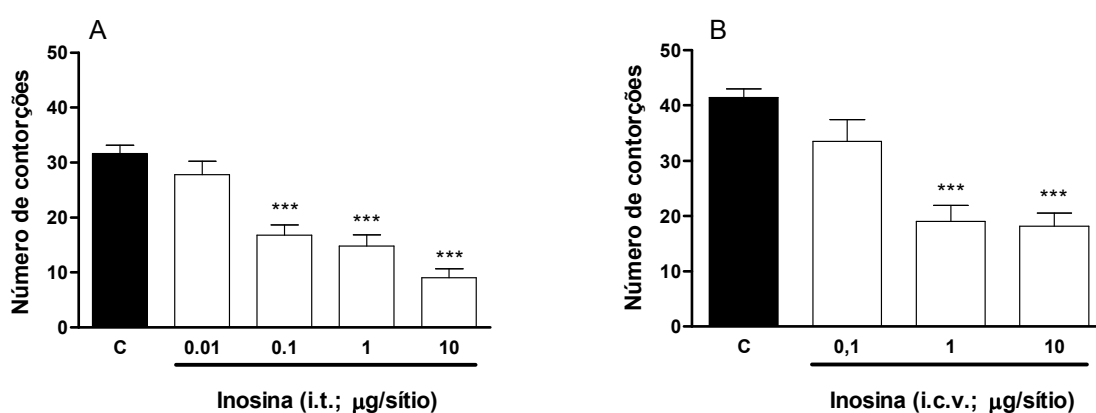 A
Número de contorções
50
40
30
20
10
0
***
***
***
C 0.01 0.1 1 10
Inosina (i.t.; μg/sítio)
B
Número de contorções
50
40
30
20
10
0
***
***
C 0,1 1 10
Inosina (i.c.v.; μg/sítio)